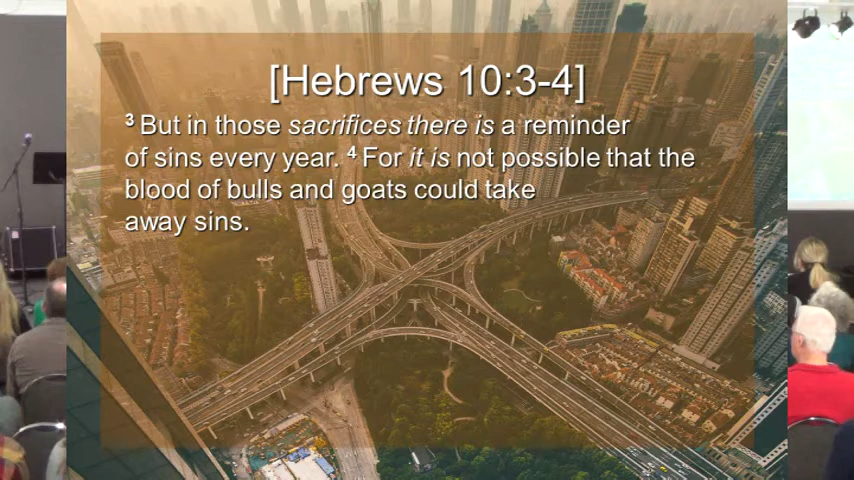 [Hebrews 10:3-4]
³ But in those sacrifices there is a reminder
of sins every year. ⁴ For it is not possible that the
blood of bulls and goats could take
away sins.